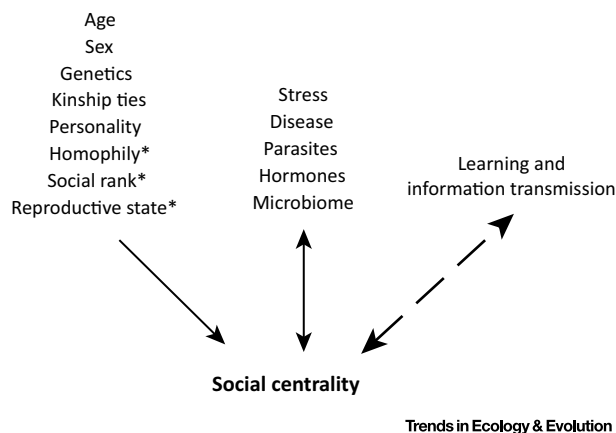 Age
Sex
Genetics
Kinship ties
Personality
Homophily*
Social rank*
Reproductive state*
Stress
Disease
Parasites
Hormones
Microbiome
Learning and
information transmission
Social centrality
Trends in Ecology & Evolution